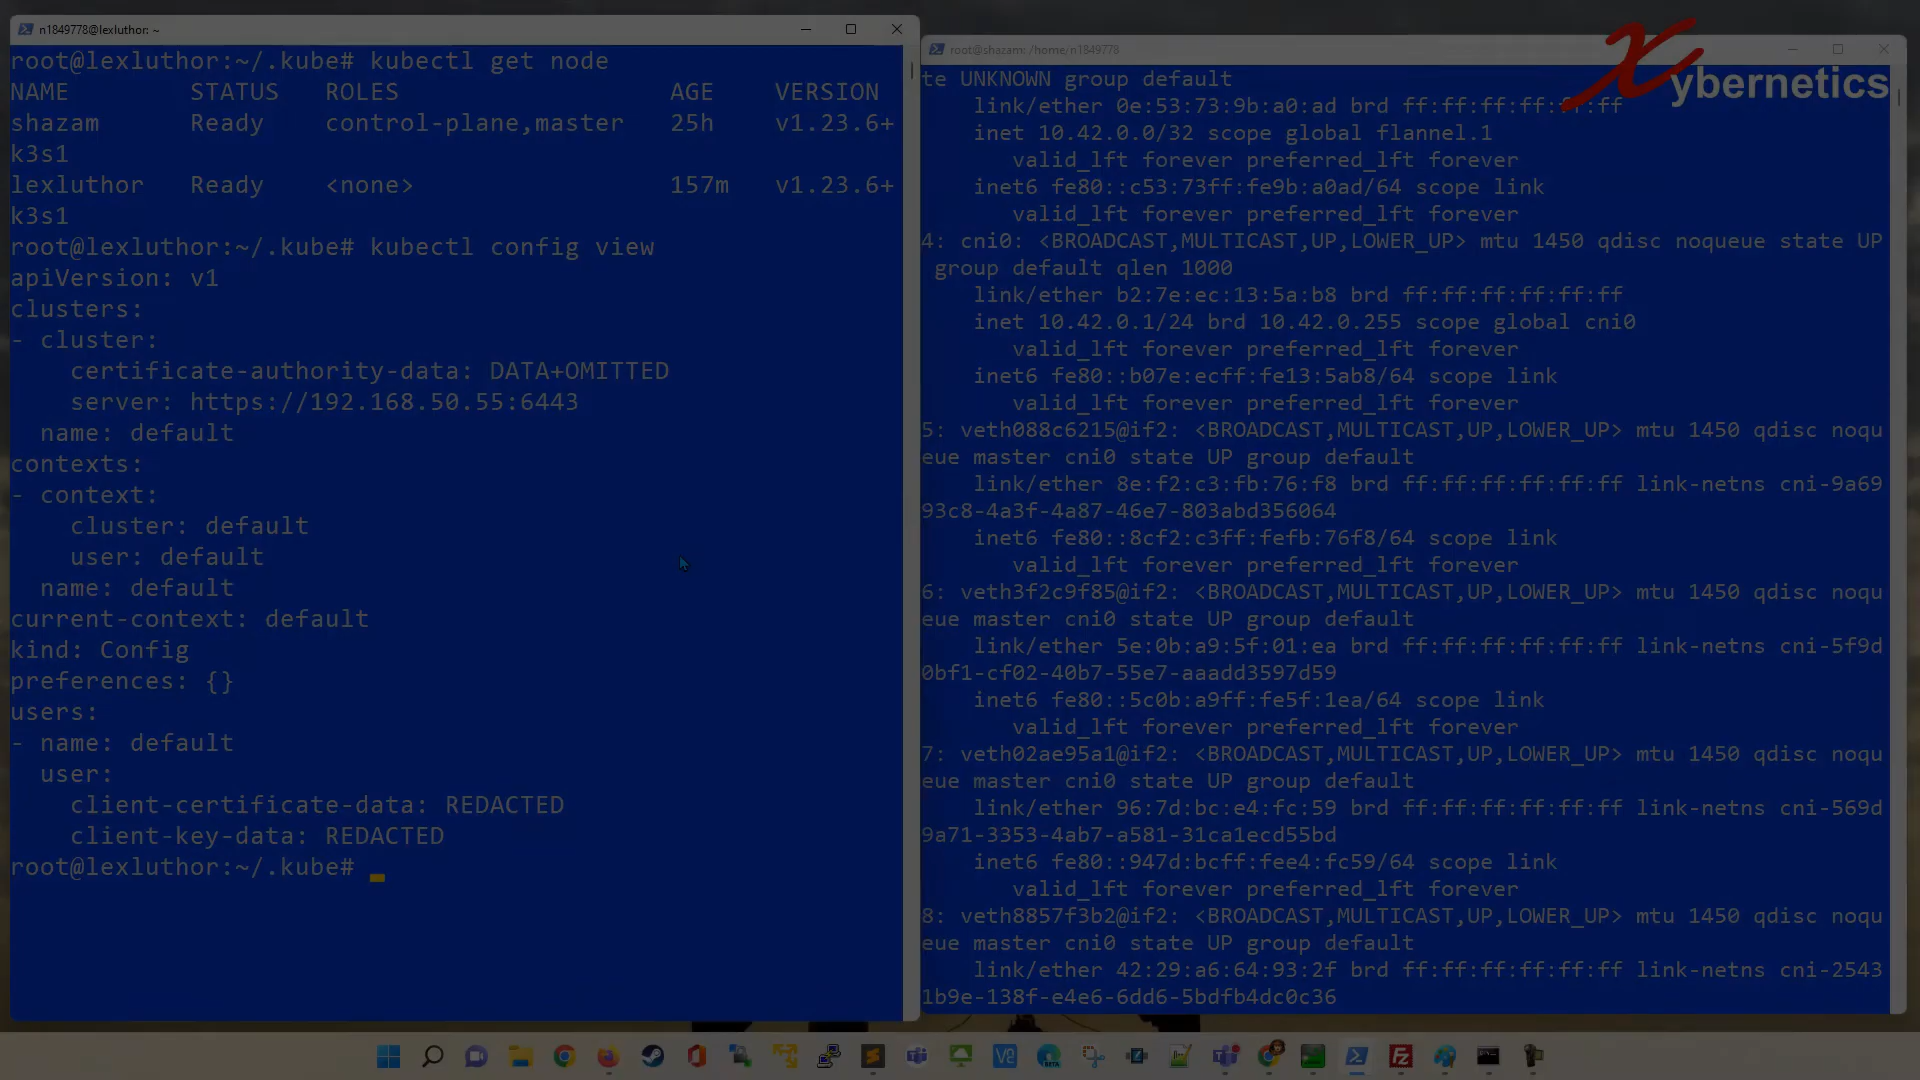 n1849778@lexluthor: ~
root@lexluthor:~/.kube# kubectl get node
NAME STATUS ROLES AGE VERSION
shazam Ready control-plane,master 25h v1.23.6+
k3s1
lexluthor Ready <none> 157m v1.23.6+
k3s1
root@lexluthor:~/.kube# kubectl config view
apiVersion: v1
clusters:
- cluster:
certificate-authority-data: DATA+OMITTED
server: https://192.168.50.55:6443
name: default
contexts:
- context:
cluster: default
user: default
name: default
current-context: default
kind: Config
preferences: {}
users:
- name: default
user:
client-certificate-data: REDACTED
client-key-data: REDACTED
root@lexluthor:~/.kube#
root@shazam: /home/n1849778
Xybernetics
te UNKNOWN group default
link/ether 0e:53:73:9b:a0:ad brd ff:ff:ff:ff:ff:ff
inet 10.42.0.0/32 scope global flannel.1
valid_lft forever preferred_lft forever
inet6 fe80::c53:73ff:fe9b:a0ad/64 scope link
valid_lft forever preferred_lft forever
4: cni0: <BROADCAST,MULTICAST,UP,LOWER_UP> mtu 1450 qdisc noqueue state UP
group default qlen 1000
link/ether b2:7e:ec:13:5a:b8 brd ff:ff:ff:ff:ff:ff
inet 10.42.0.1/24 brd 10.42.0.255 scope global cni0
valid_lft forever preferred_lft forever
inet6 fe80::b07e:ecff:fe13:5ab8/64 scope link
valid_lft forever preferred_lft forever
5: veth088c6215@if2: <BROADCAST,MULTICAST,UP,LOWER_UP> mtu 1450 qdisc noqu
eue master cni0 state UP group default
link/ether 8e:f2:c3:fb:76:f8 brd ff:ff:ff:ff:ff:ff link-netns cni-9a69
93c8-4a3f-4a87-46e7-803abd356064
inet6 fe80::8cf2:c3ff:fefb:76f8/64 scope link
valid_lft forever preferred_lft forever
6: veth3f2c9f85@if2: <BROADCAST,MULTICAST,UP,LOWER_UP> mtu 1450 qdisc noqu
eue master cni0 state UP group default
link/ether 5e:0b:a9:5f:01:ea brd ff:ff:ff:ff:ff:ff link-netns cni-5f9d
0bf1-cf02-40b7-55e7-aaadd3597d59
inet6 fe80::5c0b:a9ff:fe5f:1ea/64 scope link
valid_lft forever preferred_lft forever
7: veth02ae95a1@if2: <BROADCAST,MULTICAST,UP,LOWER_UP> mtu 1450 qdisc noqu
eue master cni0 state UP group default
link/ether 96:7d:bc:e4:fc:59 brd ff:ff:ff:ff:ff:ff link-netns cni-569d
9a71-3353-4ab7-a581-31ca1ecd55bd
inet6 fe80::947d:bcff:fee4:fc59/64 scope link
valid_lft forever preferred_lft forever
8: veth8857f3b2@if2: <BROADCAST,MULTICAST,UP,LOWER_UP> mtu 1450 qdisc noqu
eue master cni0 state UP group default
link/ether 42:29:a6:64:93:2f brd ff:ff:ff:ff:ff:ff link-netns cni-2543
1b9e-138f-e4e6-6dd6-5bdfb4dc0c36